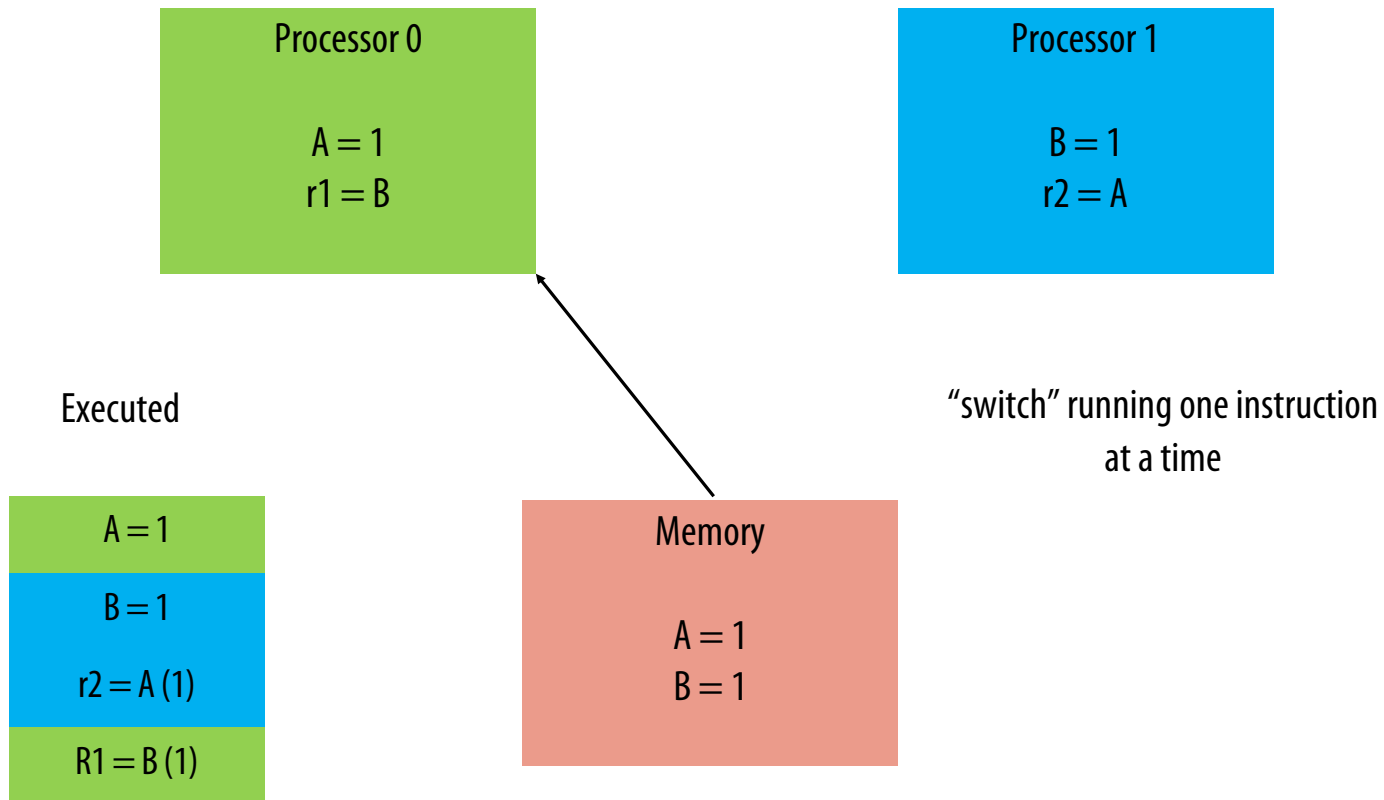 Processor 0
A = 1
r1 = B
Processor 1
B = 1
r2 = A
Executed
“switch” running one instruction
at a time
A = 1
B = 1
r2 = A (1)
R1 = B (1)
Memory
A = 1
B = 1